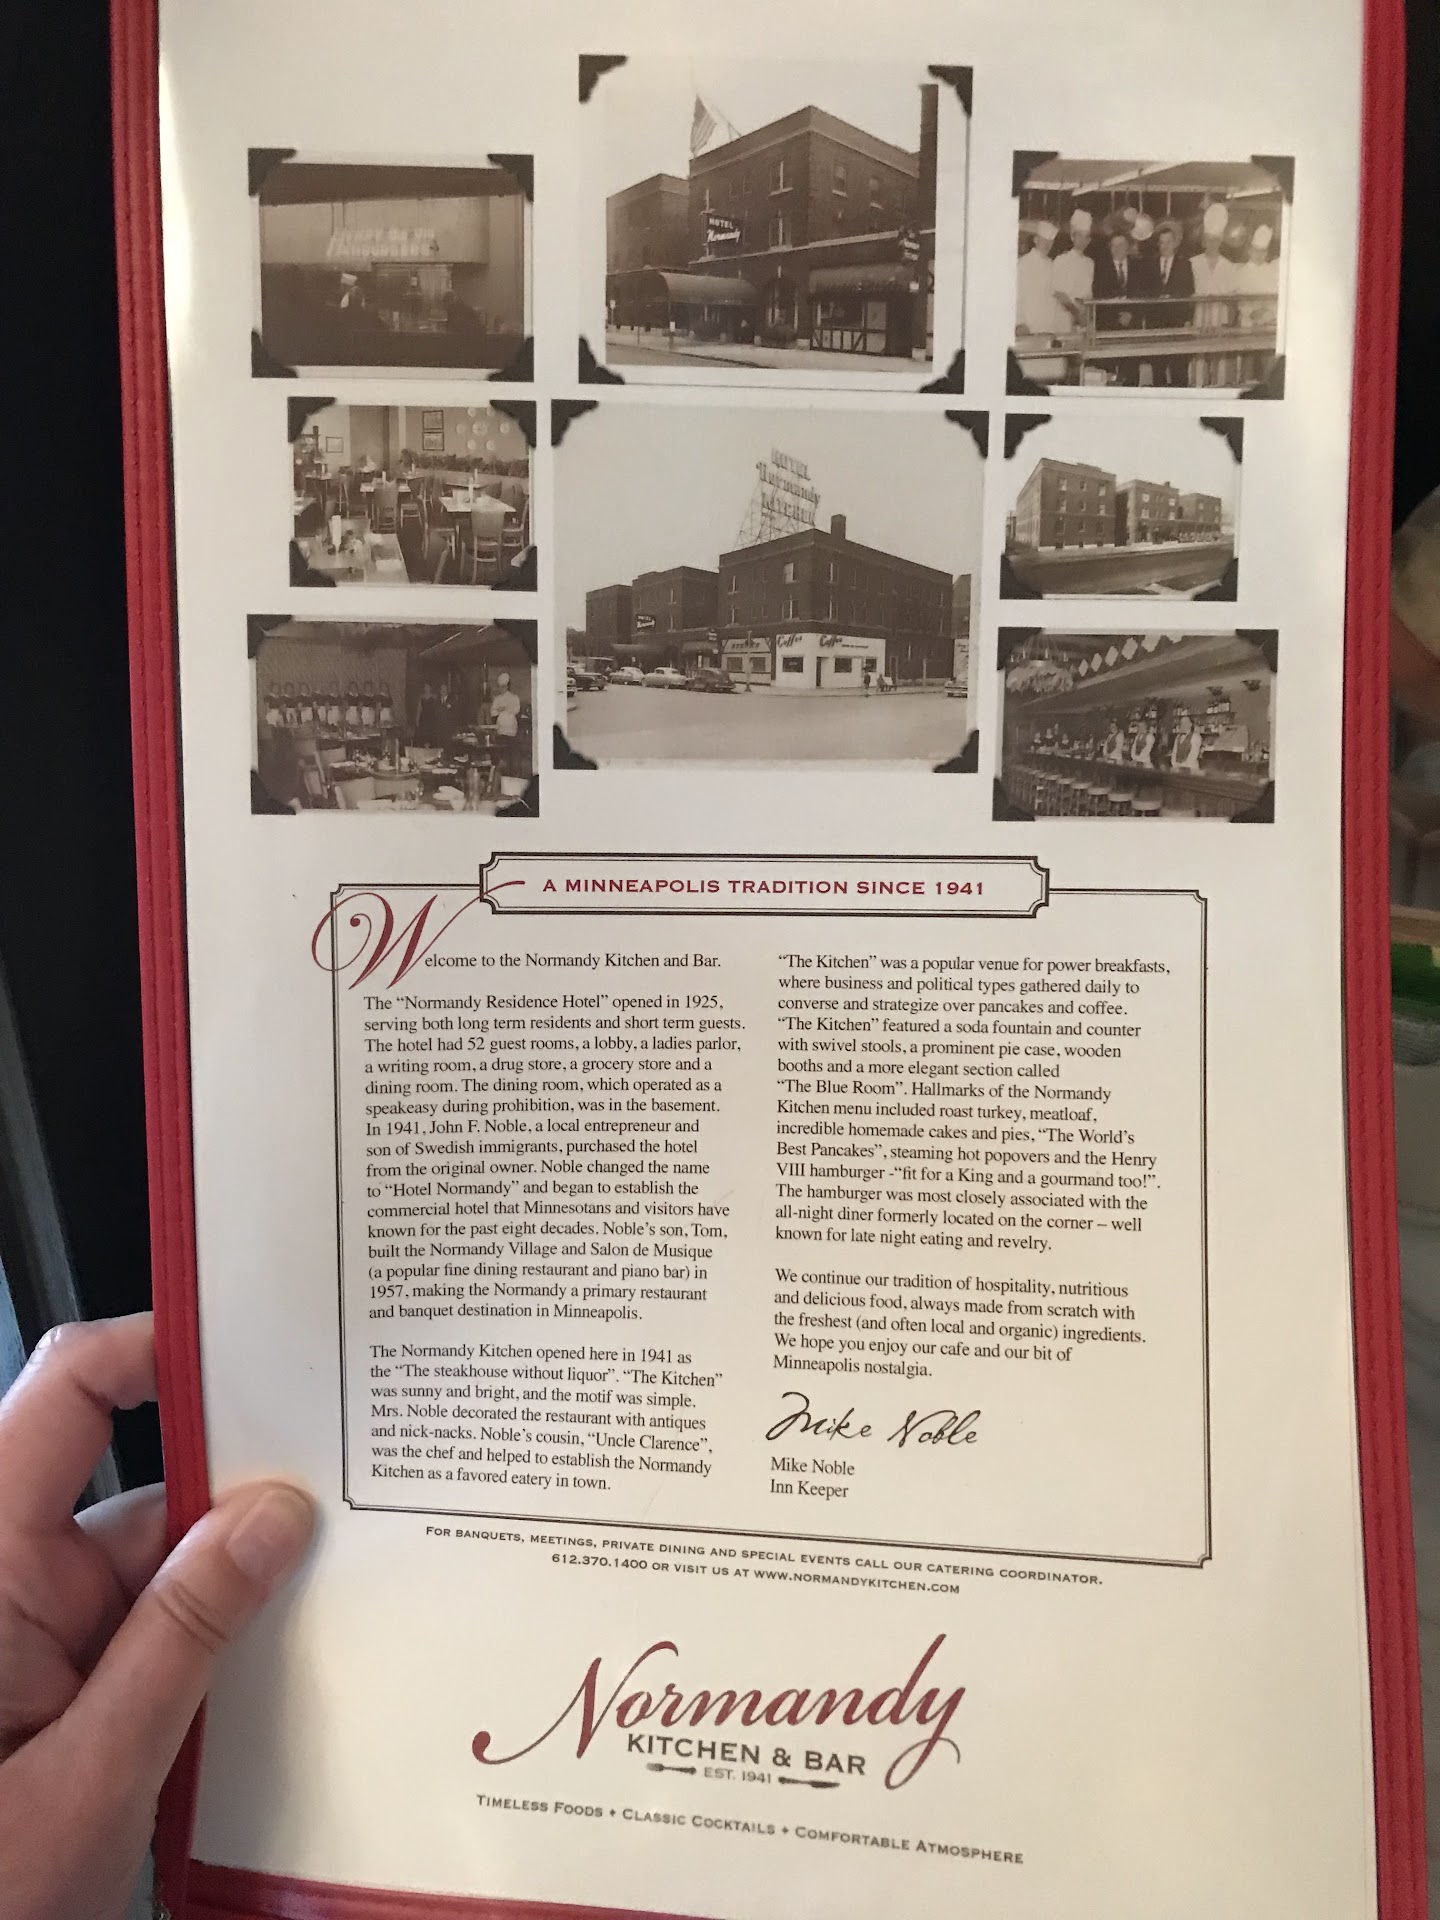 HENRY the VIII
HAMBURGERS
HOTEL
Normandy
HOTEL
Normandy
KITCHEN
HOTEL
Normandy
STEAKS
Coffee
Coffee
A MINNEAPOLIS TRADITION SINCE 1941
Welcome to the Normandy Kitchen and Bar.
The “Normandy Residence Hotel” opened in 1925,
serving both long term residents and short term guests.
The hotel had 52 guest rooms, a lobby, a ladies parlor,
a writing room, a drug store, a grocery store and a
dining room. The dining room, which operated as a
speakeasy during prohibition, was in the basement.
In 1941, John F. Noble, a local entrepreneur and
son of Swedish immigrants, purchased the hotel
from the original owner. Noble changed the name
to “Hotel Normandy” and began to establish the
commercial hotel that Minnesotans and visitors have
known for the past eight decades. Noble’s son, Tom,
built the Normandy Village and Salon de Musique
(a popular fine dining restaurant and piano bar) in
1957, making the Normandy a primary restaurant
and banquet destination in Minneapolis.
The Normandy Kitchen opened here in 1941 as
the “The steakhouse without liquor”. “The Kitchen”
was sunny and bright, and the motif was simple.
Mrs. Noble decorated the restaurant with antiques
and nick-nacks. Noble’s cousin, “Uncle Clarence”,
was the chef and helped to establish the Normandy
Kitchen as a favored eatery in town.
“The Kitchen” was a popular venue for power breakfasts,
where business and political types gathered daily to
converse and strategize over pancakes and coffee.
“The Kitchen” featured a soda fountain and counter
with swivel stools, a prominent pie case, wooden
booths and a more elegant section called
“The Blue Room”. Hallmarks of the Normandy
Kitchen menu included roast turkey, meatloaf,
incredible homemade cakes and pies, “The World’s
Best Pancakes”, steaming hot popovers and the Henry
VIII hamburger -“fit for a King and a gourmand too!”.
The hamburger was most closely associated with the
all-night diner formerly located on the corner – well
known for late night eating and revelry.
We continue our tradition of hospitality, nutritious
and delicious food, always made from scratch with
the freshest (and often local and organic) ingredients.
We hope you enjoy our cafe and our bit of
Minneapolis nostalgia.
Mike Noble
Mike Noble
Inn Keeper
FOR BANQUETS, MEETINGS, PRIVATE DINING AND SPECIAL EVENTS CALL OUR CATERING COORDINATOR.
612.370.1400 OR VISIT US AT WWW.NORMANDYKITCHEN.COM
Normandy
KITCHEN & BAR
EST. 1941
TIMELESS FOODS • CLASSIC COCKTAILS • COMFORTABLE ATMOSPHERE